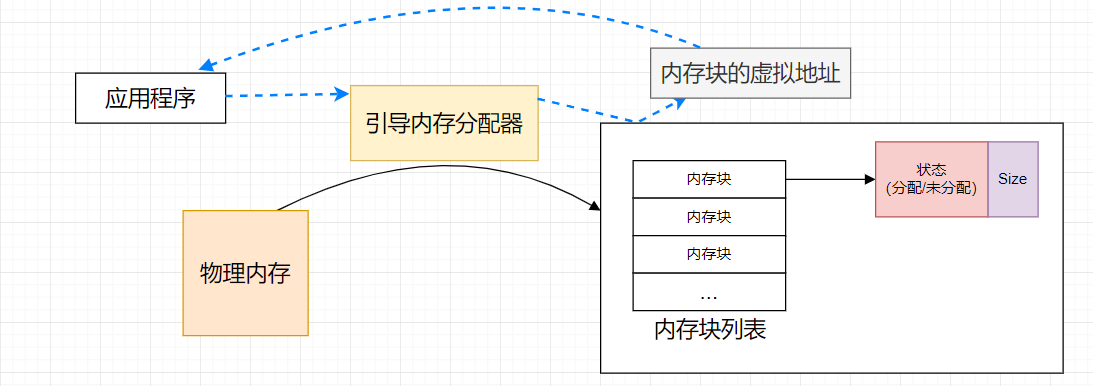 内存块的虚拟地址
应用程序
引导内存分配器
物理内存
内存块
内存块
内存块
...
内存块列表
状态
(分配/未分配)
Size